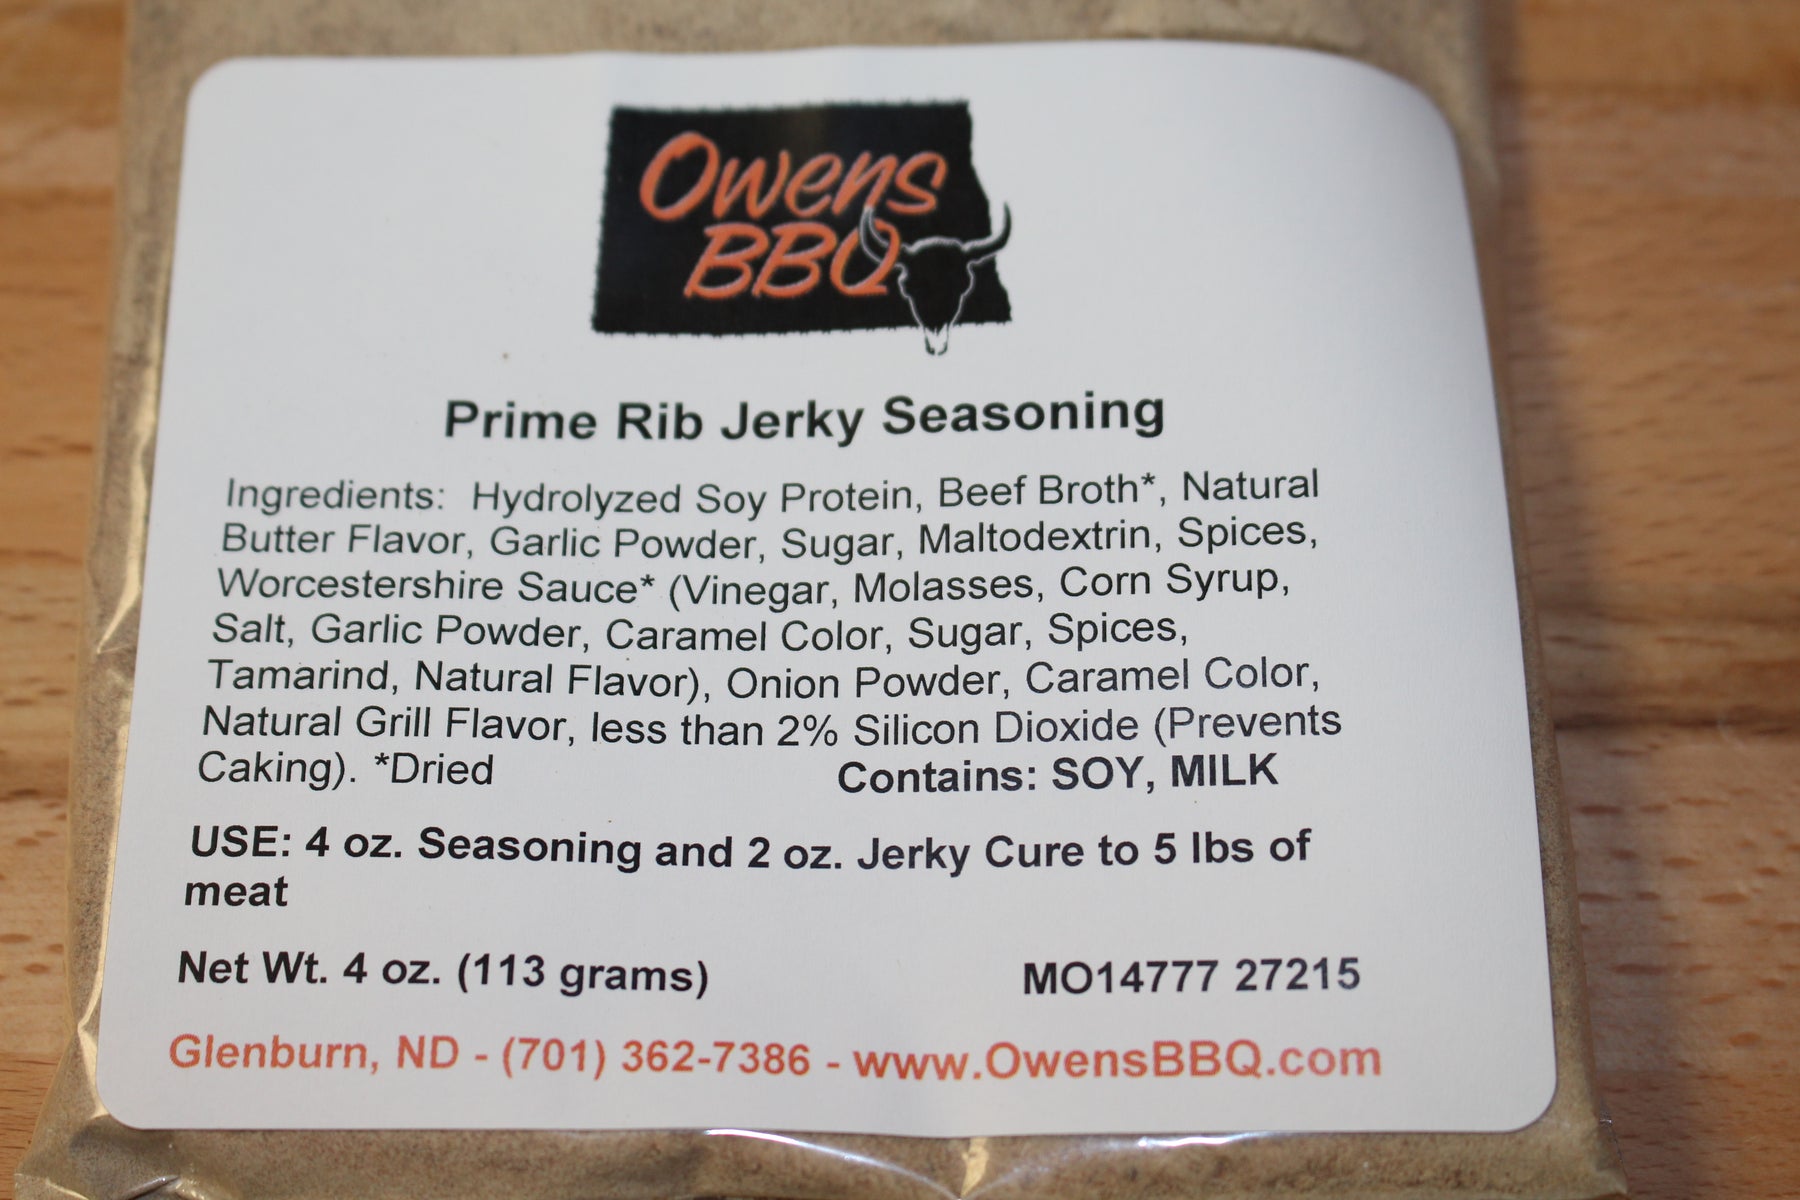 Owens
BBQ
Prime Rib Jerky Seasoning
Ingredients: Hydrolyzed Soy Protein, Beef Broth*, Natural
Butter Flavor, Garlic Powder, Sugar, Maltodextrin, Spices,
Worcestershire Sauce* (Vinegar, Molasses, Corn Syrup,
Salt, Garlic Powder, Caramel Color, Sugar, Spices,
Tamarind, Natural Flavor), Onion Powder, Caramel Color,
Natural Grill Flavor, less than 2% Silicon Dioxide (Prevents
Caking). *Dried Contains: SOY, MILK
USE: 4 oz. Seasoning and 2 oz. Jerky Cure to 5 lbs of
meat
Net Wt. 4 oz. (113 grams) MO14777 27215
Glenburn, ND - (701) 362-7386 - www.OwensBBQ.com